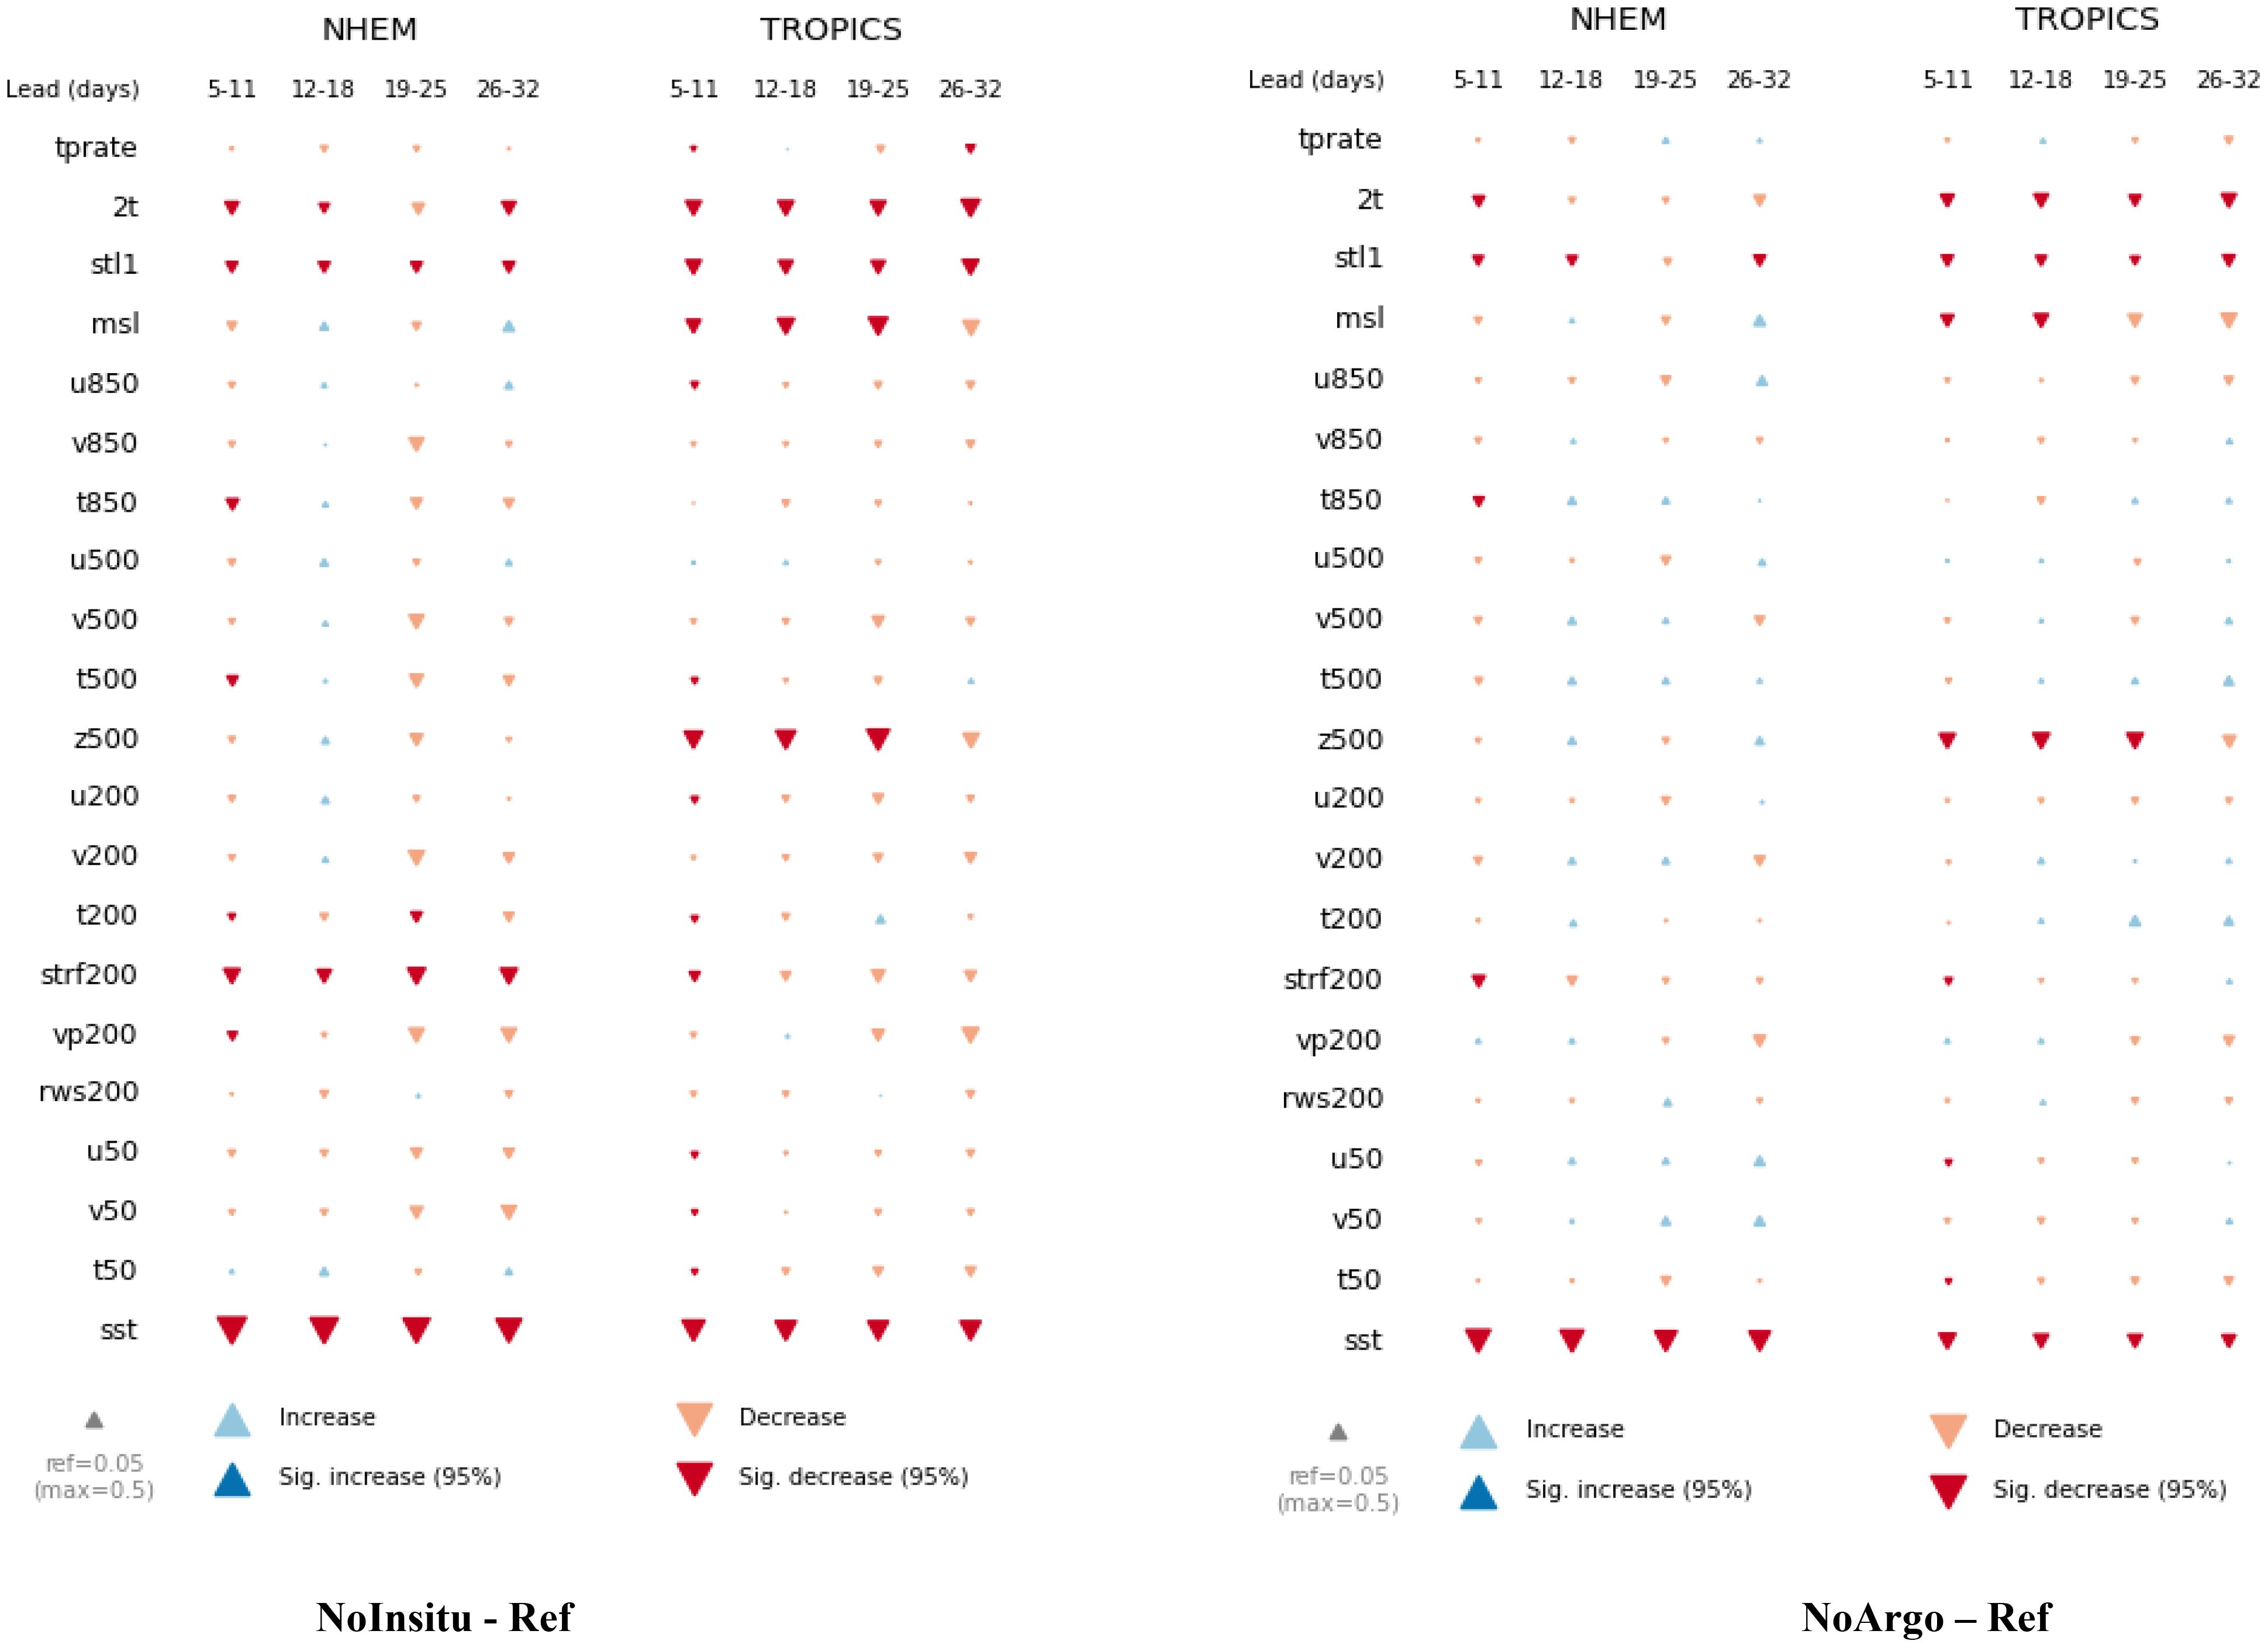 NHEM TROPICS
Lead (days) 5-11 12-18 19-25 26-32 5-11 12-18 19-25 26-32
tprate
2t
stl1
msl
u850
v850
t850
u500
v500
t500
z500
u200
v200
t200
strf200
vp200
rws200
u50
v50
t50
sst
Increase Decrease
ref=0.05
(max=0.5)
Sig. increase (95%) Sig. decrease (95%)
NoInsitu - Ref
NHEM TROPICS
Lead (days) 5-11 12-18 19-25 26-32 5-11 12-18 19-25 26-32
tprate
2t
stl1
msl
u850
v850
t850
u500
v500
t500
z500
u200
v200
t200
strf200
vp200
rws200
u50
v50
t50
sst
Increase Decrease
ref=0.05
(max=0.5)
Sig. increase (95%) Sig. decrease (95%)
NoArgo – Ref